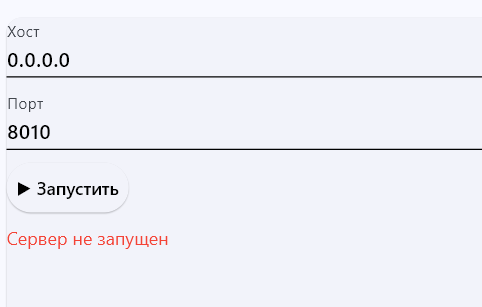 Хост
0.0.0.0
Порт
8010
Запустить
Сервер не запущен